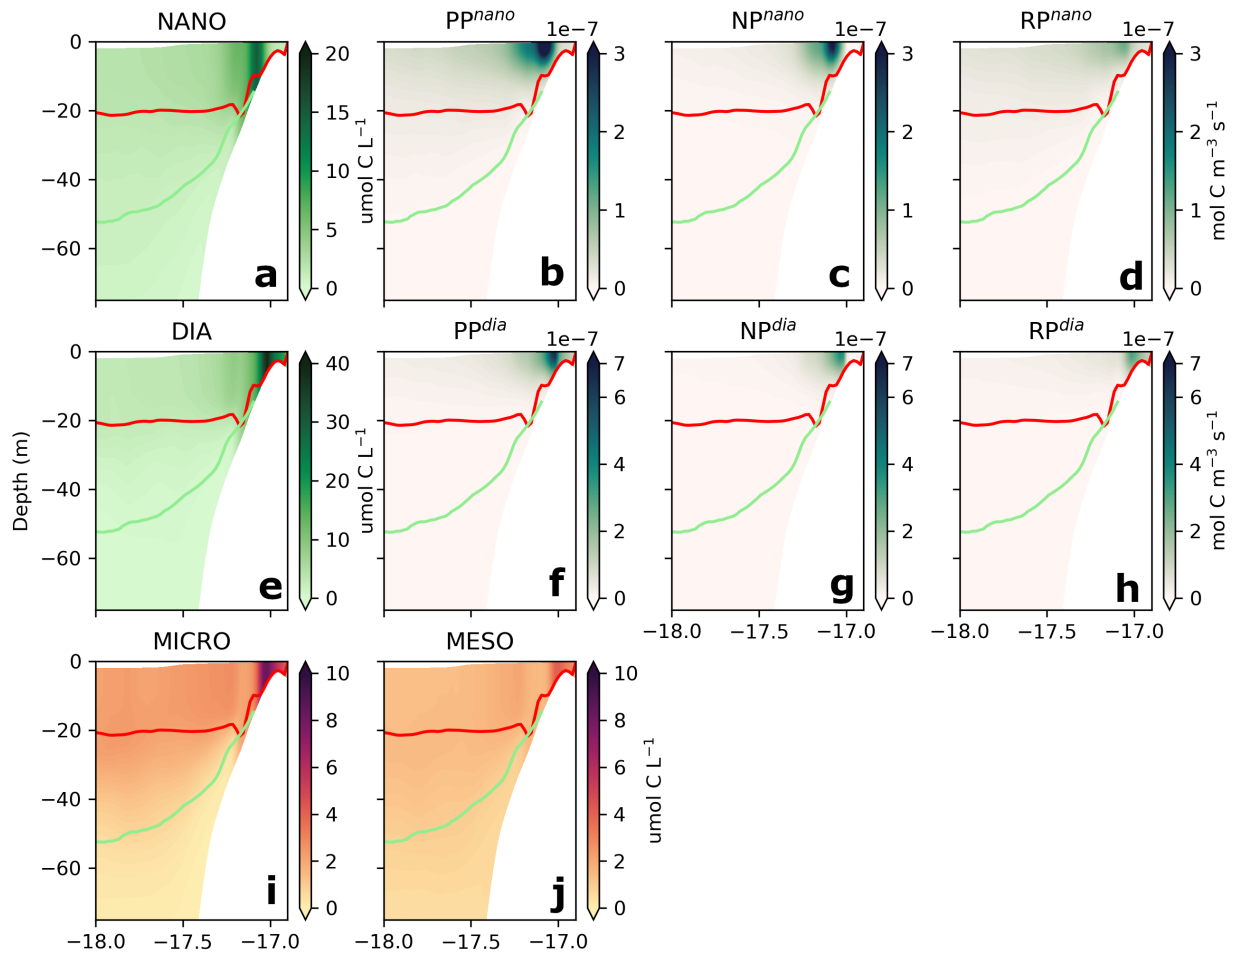 NANO
PP^nano
NP^nano
RP^nano
1e−7
1e−7
1e−7
0
−20
−40
−60
20
15
10
5
0
umol C L⁻¹
3
2
1
0
3
2
1
0
3
2
1
0
mol C m⁻³ s⁻¹
a
b
c
d
DIA
PP^dia
NP^dia
RP^dia
1e−7
1e−7
1e−7
Depth (m)
0
−20
−40
−60
40
30
20
10
0
umol C L⁻¹
7
6
4
2
0
7
6
4
2
0
7
6
4
2
0
mol C m⁻³ s⁻¹
e
f
g
h
−18.0 −17.5 −17.0
−18.0 −17.5 −17.0
MICRO
MESO
0
−20
−40
−60
10
8
6
4
2
0
10
8
6
4
2
0
umol C L⁻¹
i
j
−18.0 −17.5 −17.0
−18.0 −17.5 −17.0